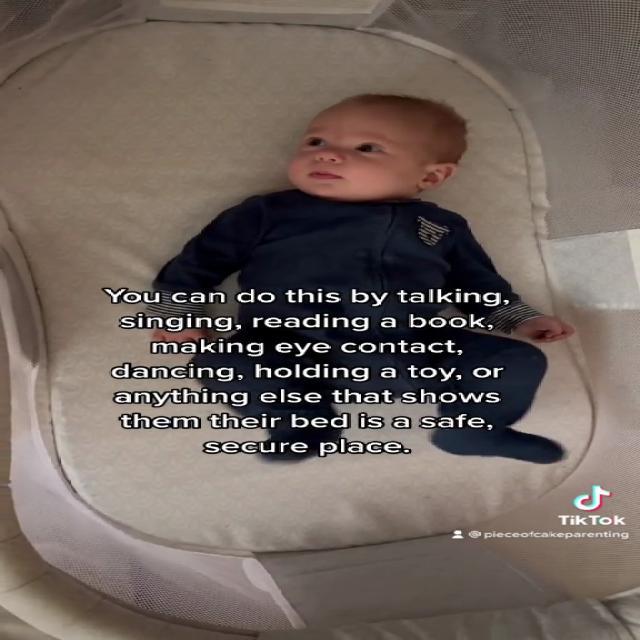 You can do this by talking,
singing, reading a book,
making eye contact,
dancing, holding a toy, or
anything else that shows
them their bed is a safe,
secure place.
TikTok
@pieceofcakeparenting